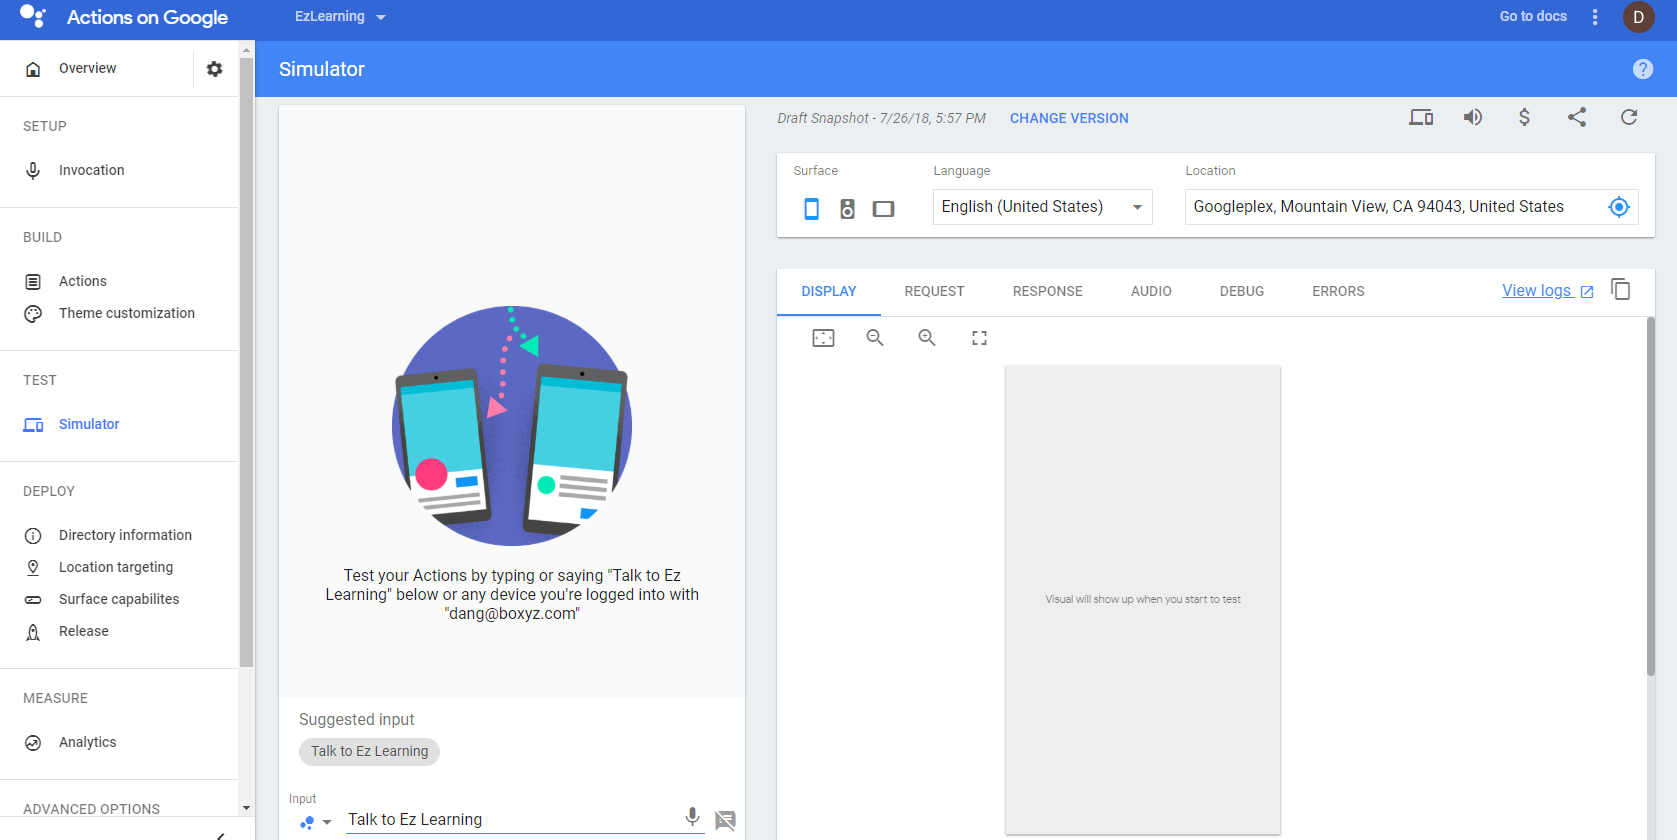 Actions on Google
EzLearning
Go to docs
D
Overview
Simulator
?
SETUP
Invocation
BUILD
Actions
Theme customization
TEST
Simulator
DEPLOY
Directory information
Location targeting
Surface capabilites
Release
MEASURE
Analytics
ADVANCED OPTIONS
Test your Actions by typing or saying "Talk to Ez
Learning" below or any device you're logged into with
"dang@boxyz.com"
Suggested input
Talk to Ez Learning
Input
Talk to Ez Learning
Draft Snapshot - 7/26/18, 5:57 PM
CHANGE VERSION
$
Surface
Language
Location
English (United States)
Googleplex, Mountain View, CA 94043, United States
DISPLAY
REQUEST
RESPONSE
AUDIO
DEBUG
ERRORS
View logs
Visual will show up when you start to test